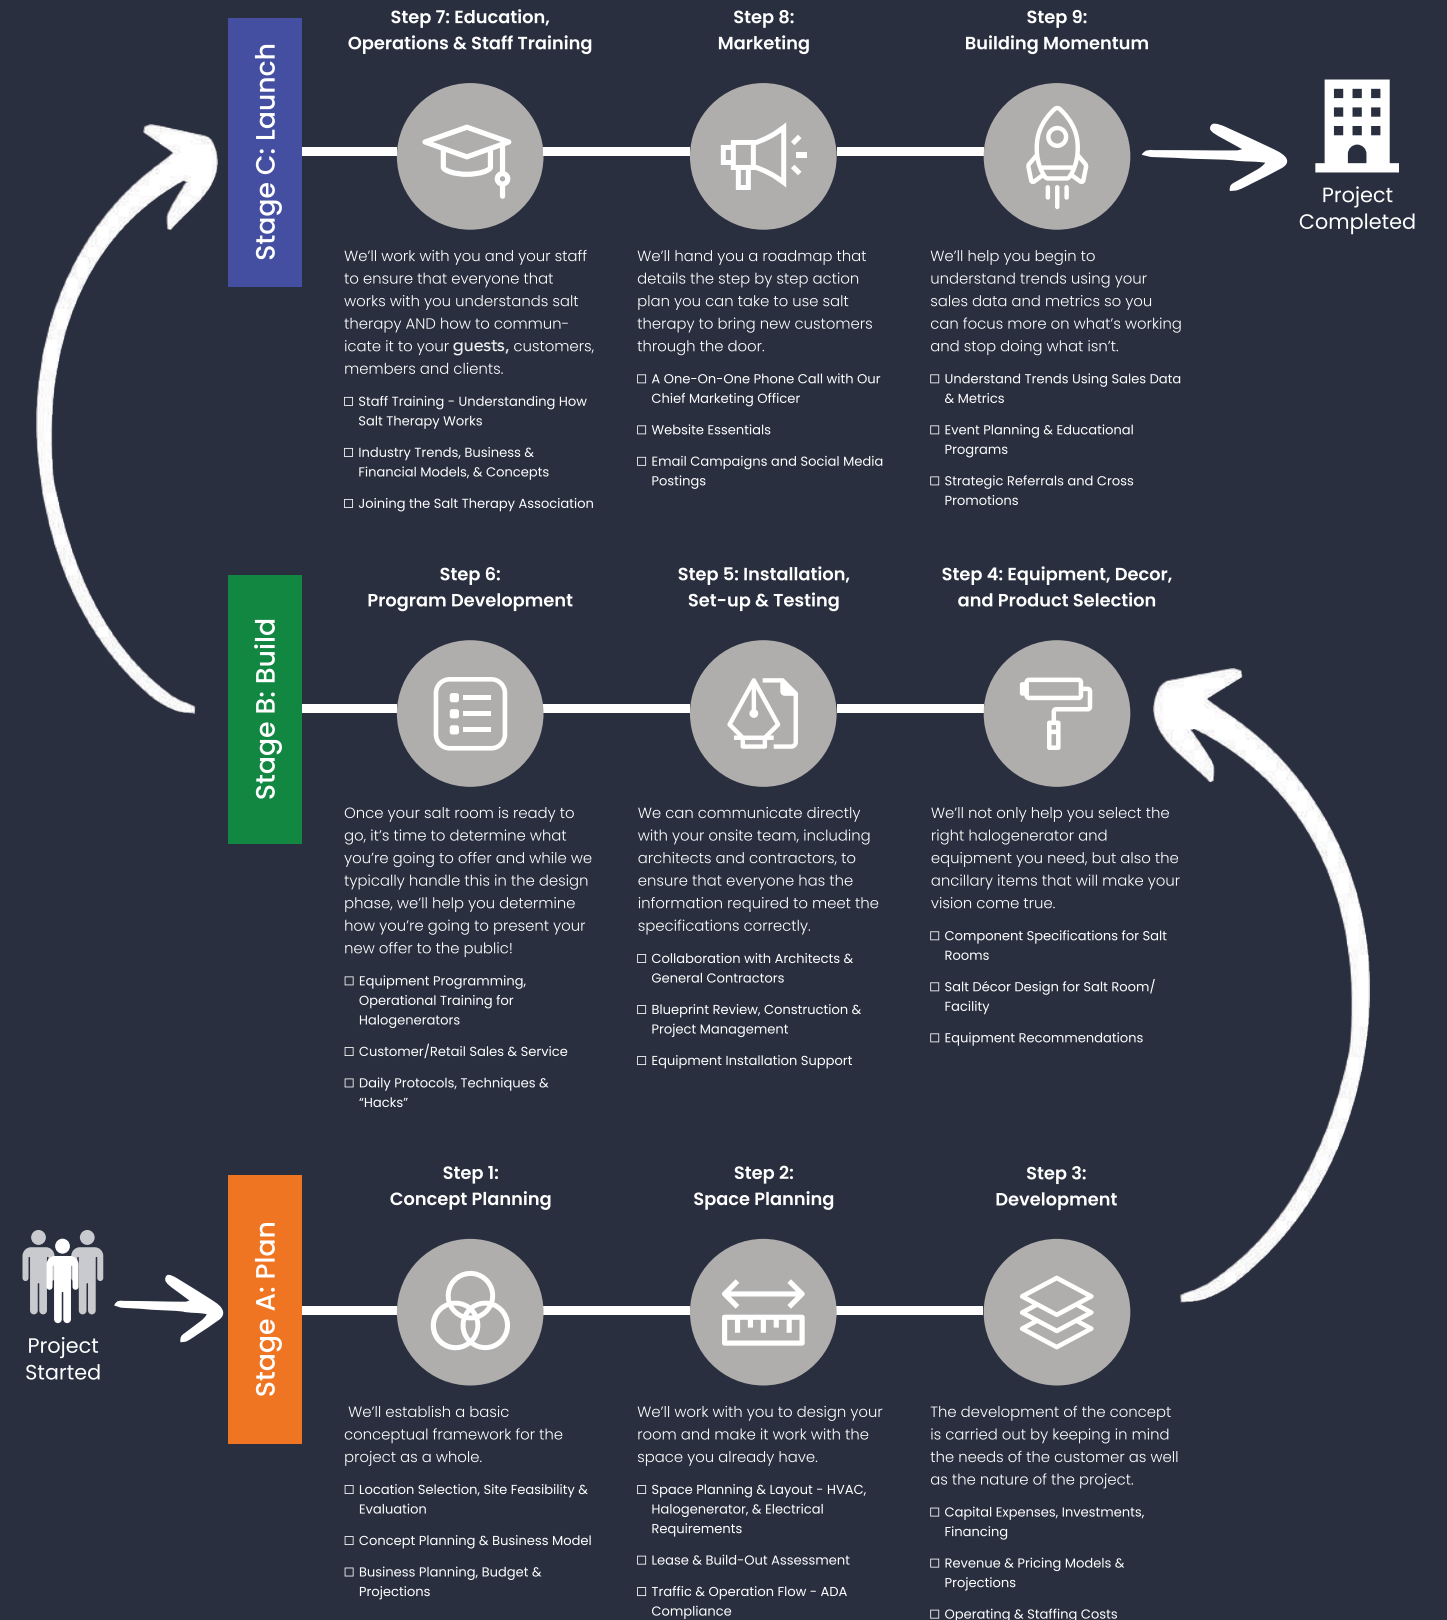 Step 7: Education,
Operations & Staff Training
Step 8:
Marketing
Step 9:
Building Momentum
Stage C: Launch
Project
Completed
We'll work with you and your staff
to ensure that everyone that
works with you understands salt
therapy AND how to commun-
icate it to your guests, customers,
members and clients.
☐ Staff Training - Understanding How
Salt Therapy Works
☐ Industry Trends, Business &
Financial Models, & Concepts
☐ Joining the Salt Therapy Association
We'll hand you a roadmap that
details the step by step action
plan you can take to use salt
therapy to bring new customers
through the door.
☐ A One-On-One Phone Call with Our
Chief Marketing Officer
☐ Website Essentials
☐ Email Campaigns and Social Media
Postings
We'll help you begin to
understand trends using your
sales data and metrics so you
can focus more on what's working
and stop doing what isn't.
☐ Understand Trends Using Sales Data
& Metrics
☐ Event Planning & Educational
Programs
☐ Strategic Referrals and Cross
Promotions
Step 6:
Program Development
Step 5: Installation,
Set-up & Testing
Step 4: Equipment, Decor,
and Product Selection
Stage B: Build
Once your salt room is ready to
go, it's time to determine what
you're going to offer and while we
typically handle this in the design
phase, we'll help you determine
how you're going to present your
new offer to the public!
☐ Equipment Programming,
Operational Training for
Halogenerators
☐ Customer/Retail Sales & Service
☐ Daily Protocols, Techniques &
“Hacks”
We can communicate directly
with your onsite team, including
architects and contractors, to
ensure that everyone has the
information required to meet the
specifications correctly.
☐ Collaboration with Architects &
General Contractors
☐ Blueprint Review, Construction &
Project Management
☐ Equipment Installation Support
We'll not only help you select the
right halogenerator and
equipment you need, but also the
ancillary items that will make your
vision come true.
☐ Component Specifications for Salt
Rooms
☐ Salt Décor Design for Salt Room/
Facility
☐ Equipment Recommendations
Step 1:
Concept Planning
Step 2:
Space Planning
Step 3:
Development
Project
Started
Stage A: Plan
We'll establish a basic
conceptual framework for the
project as a whole.
☐ Location Selection, Site Feasibility &
Evaluation
☐ Concept Planning & Business Model
☐ Business Planning, Budget &
Projections
We'll work with you to design your
room and make it work with the
space you already have.
☐ Space Planning & Layout - HVAC,
Halogenerator, & Electrical
Requirements
☐ Lease & Build-Out Assessment
☐ Traffic & Operation Flow - ADA
Compliance
The development of the concept
is carried out by keeping in mind
the needs of the customer as well
as the nature of the project.
☐ Capital Expenses, Investments,
Financing
☐ Revenue & Pricing Models &
Projections
☐ Operating & Staffing Costs